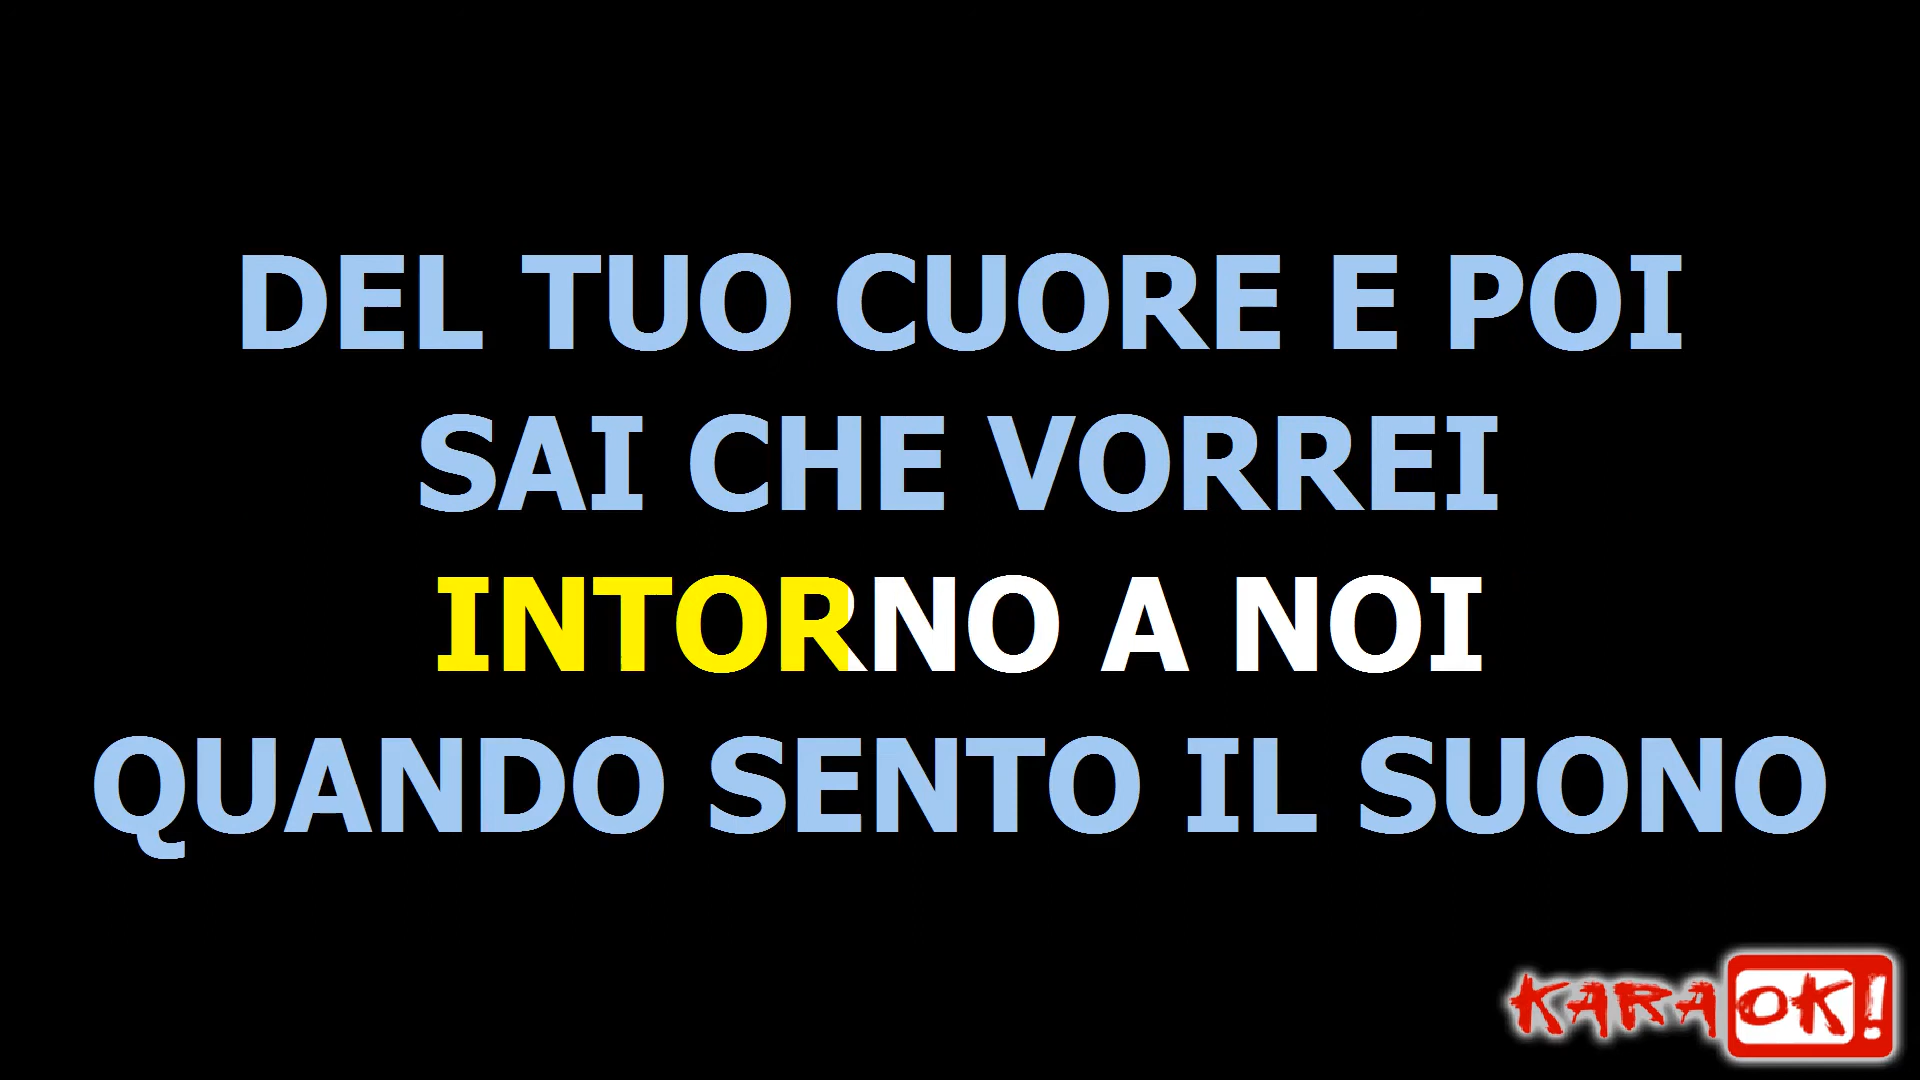 DEL TUO CUORE E POI
SAI CHE VORREI
INTORNO A NOI
QUANDO SENTO IL SUONO
KARAOK!